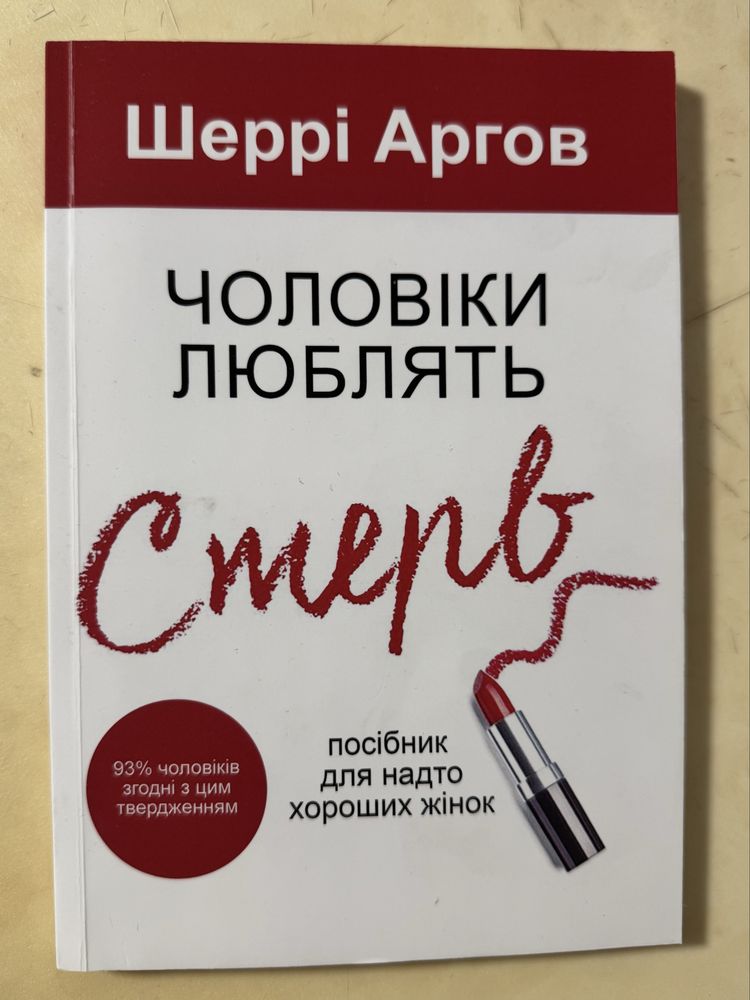 Шеррі Аргов
ЧОЛОВІКИ
ЛЮБЛЯТЬ
Стерв
93% чоловіків
згодні з цим
твердженням
посібник
для надто
хороших жінок